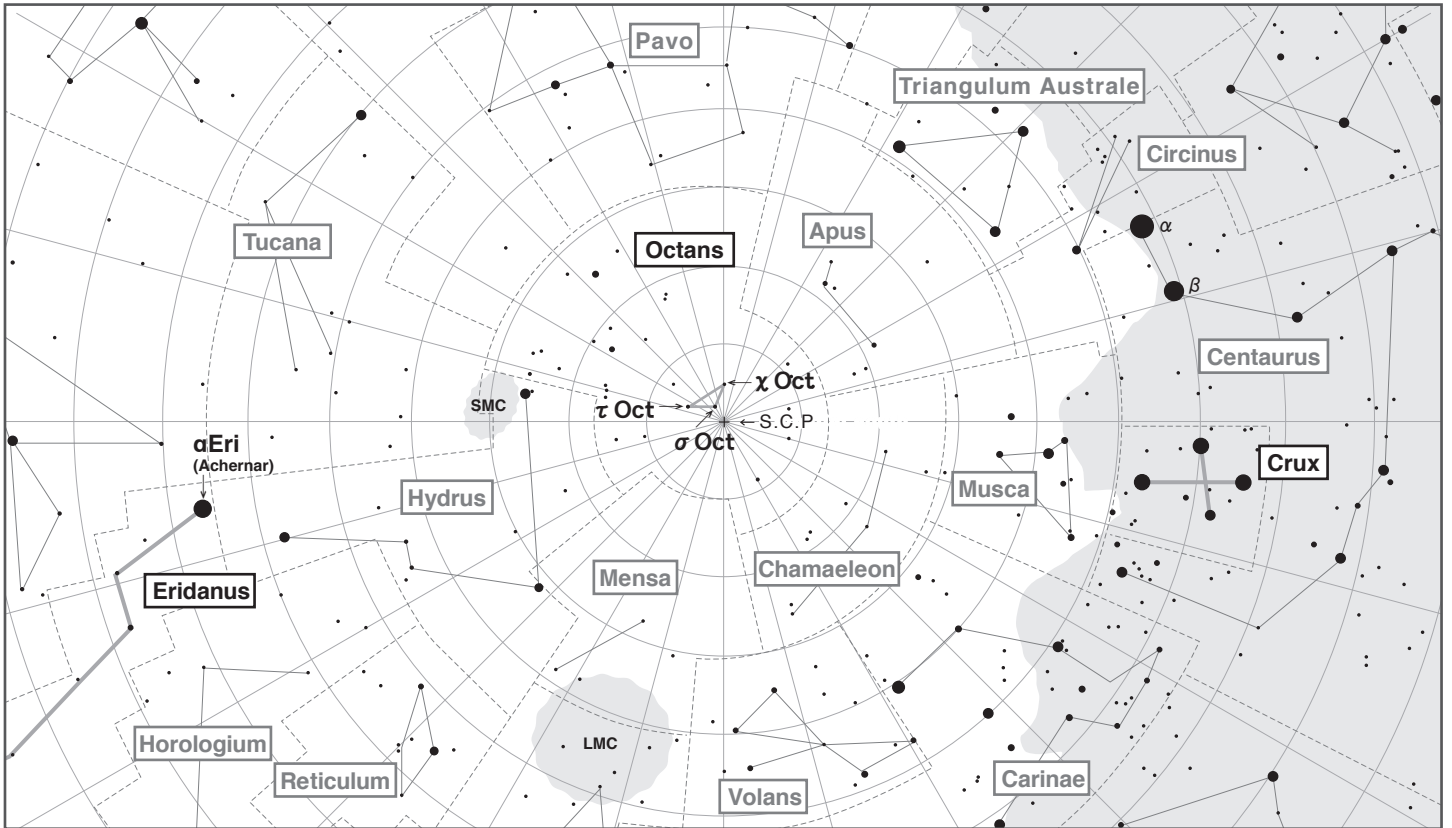 Pavo
Triangulum Australe
Circinus
α
Tucana
Octans
Apus
β
Centaurus
χ Oct
SMC
τ Oct
S.C.P
σ Oct
αEri
(Achernar)
Crux
Hydrus
Musca
Mensa
Chamaeleon
Eridanus
Horologium
LMC
Reticulum
Volans
Carinae